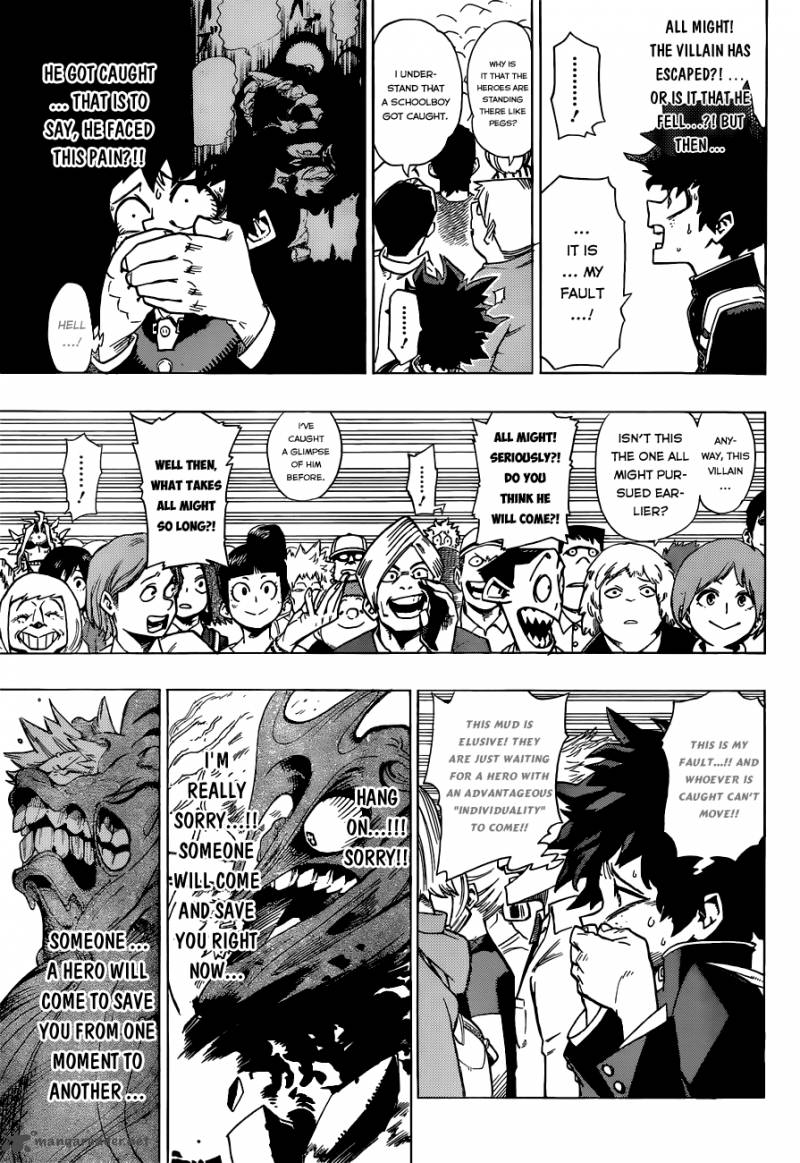 ALL MIGHT!
THE VILLAIN HAS
ESCAPED?! ...
OR IS IT THAT HE
FELL...?! BUT
THEN ...
......
...
IT IS
... MY
FAULT
...!
WHY IS
IT THAT THE
HEROES ARE
STANDING
THERE LIKE
PEGS?
I UNDER-
STAND THAT
A SCHOOLBOY
GOT CAUGHT.
......
HE GOT CAUGHT
... THAT IS TO
SAY, HE FACED
THIS PAIN?!!
HELL
...!
ANY-
WAY, THIS
VILLAIN ...
ISN'T THIS
THE ONE ALL
MIGHT PUR-
SUED EAR-
LIER?
ALL MIGHT!
SERIOUSLY?!
DO YOU
THINK HE
WILL COME?!
......
I'VE
CAUGHT
A GLIMPSE
OF HIM
BEFORE.
WELL THEN,
WHAT TAKES
ALL MIGHT
SO LONG?!
......
THIS IS MY
FAULT...!! AND
WHOEVER IS
CAUGHT CAN'T
MOVE!!
THIS MUD IS
ELUSIVE! THEY
ARE JUST WAITING
FOR A HERO WITH
AN ADVANTAGEOUS
"INDIVIDUALITY"
TO COME!!
HANG
ON...!!!
SORRY!!
I'M
REALLY
SORRY...!!
SOMEONE
WILL COME
AND SAVE
YOU RIGHT
NOW...
SOMEONE ...
A HERO WILL
COME TO SAVE
YOU FROM ONE
MOMENT TO
ANOTHER ...
mangareader.net